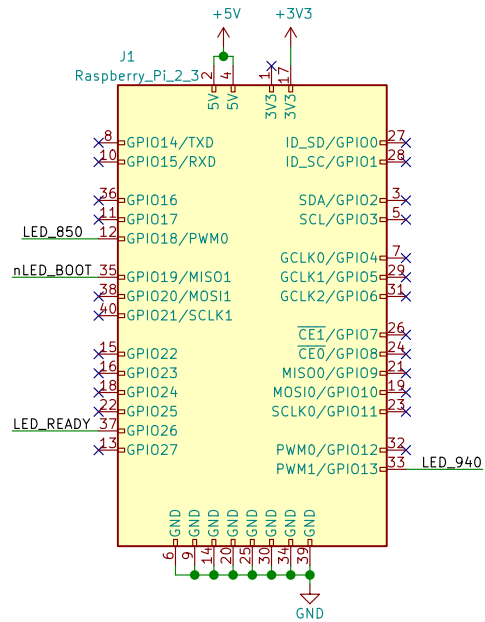 +5V +3V3
J1
Raspberry_Pi_2_3
2 4 1 17
5V 5V 3V3 3V3
8 GPIO14/TXD ID_SD/GPIO0 27
10 GPIO15/RXD ID_SC/GPIO1 28
36 GPIO16 SDA/GPIO2 3
11 GPIO17 SCL/GPIO3 5
LED_850 12 GPIO18/PWM0
GCLK0/GPIO4 7
nLED_BOOT 35 GPIO19/MISO1 GCLK1/GPIO5 29
38 GPIO20/MOSI1 GCLK2/GPIO6 31
40 GPIO21/SCLK1
CE1/GPIO7 26
15 GPIO22 CE0/GPIO8 24
16 GPIO23 MISO0/GPIO9 21
18 GPIO24 MOSI0/GPIO10 19
22 GPIO25 SCLK0/GPIO11 23
LED_READY 37 GPIO26
13 GPIO27 PWM0/GPIO12 32
PWM1/GPIO13 33 LED_940
GND GND GND GND GND GND GND GND
6 9 14 20 25 30 34 39
GND